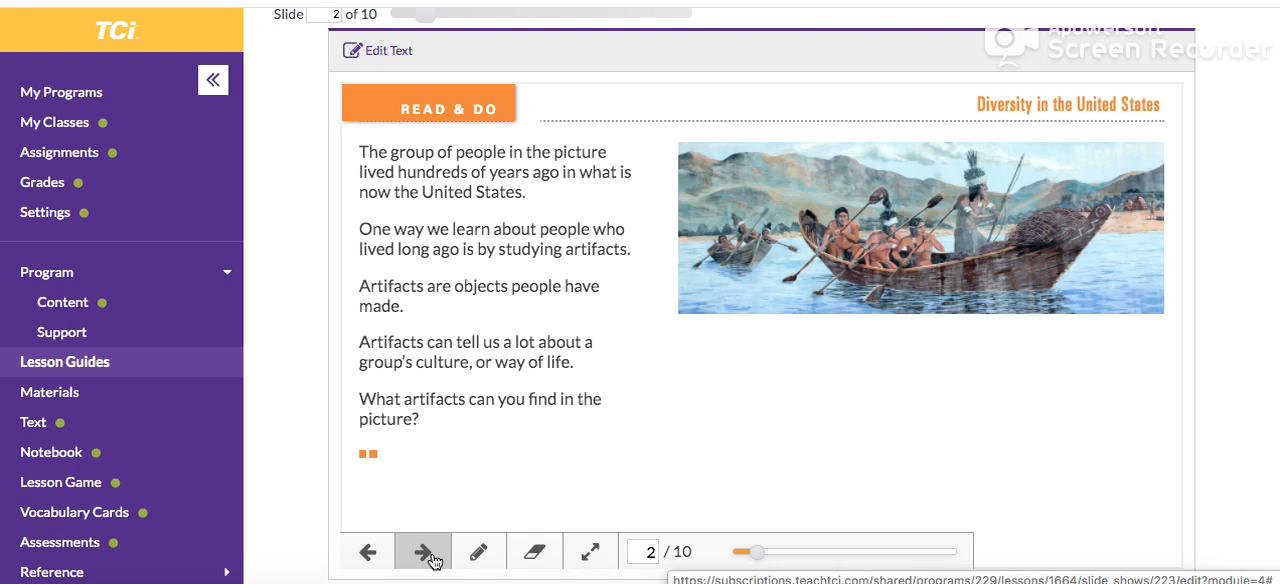 Slide 2 of 10
TCi
Apowersoft
Screen Recorder
Edit Text
My Programs
My Classes
Assignments
Grades
Settings
Program
Content
Support
Lesson Guides
Materials
Text
Notebook
Lesson Game
Vocabulary Cards
Assessments
Reference
READ & DO
Diversity in the United States
The group of people in the picture
lived hundreds of years ago in what is
now the United States.
One way we learn about people who
lived long ago is by studying artifacts.
Artifacts are objects people have
made.
Artifacts can tell us a lot about a
group's culture, or way of life.
What artifacts can you find in the
picture?
2 / 10
https://subscriptions.teachtci.com/shared/programs/229/lessons/1664/slide_shows/223/edit?module=4#